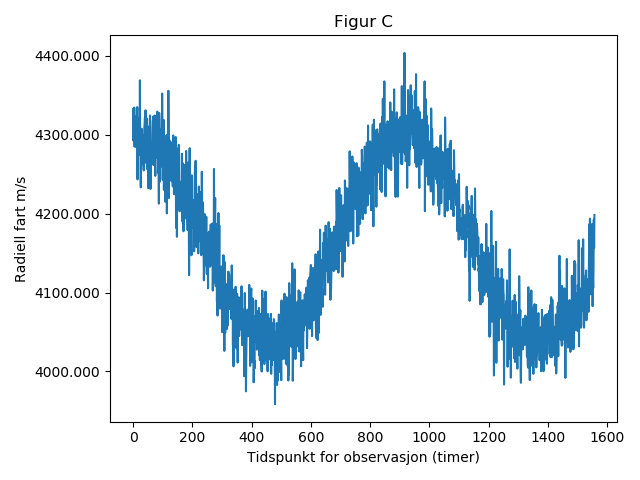 Figur C
4400.000
4300.000
4200.000
4100.000
4000.000
Radiell fart m/s
0 200 400 600 800 1000 1200 1400 1600
Tidspunkt for observasjon (timer)